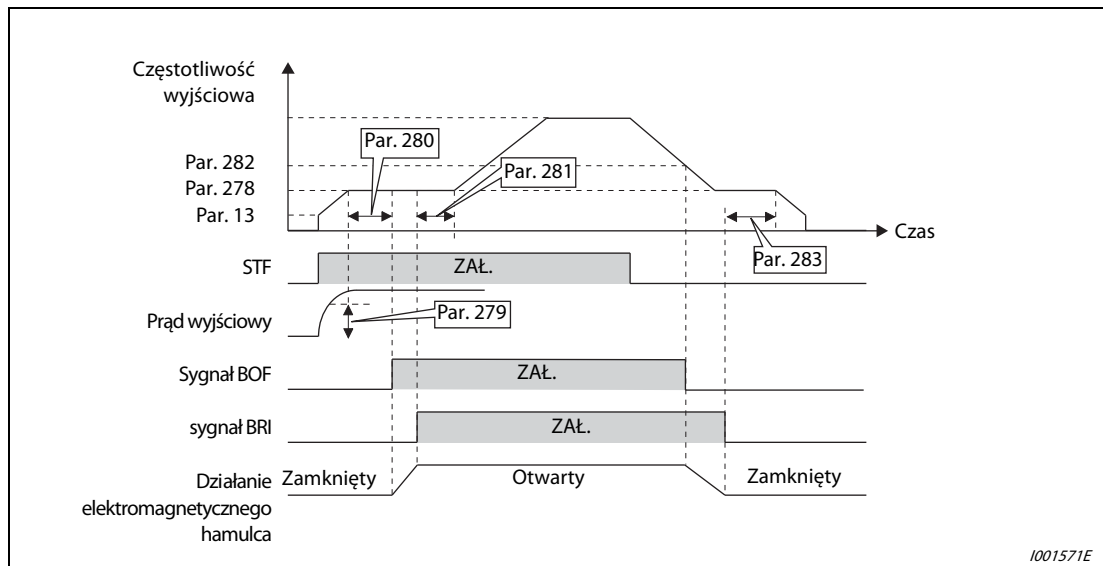 Częstotliwość
wyjściowa
Par. 280
Par. 282
Par. 281
Par. 278
Par. 13
Czas
Par. 283
STF
ZAŁ.
Prąd wyjściowy
Par. 279
Sygnał BOF
ZAŁ.
sygnał BRI
ZAŁ.
Działanie
elektromagnetycznego
hamulca
Zamknięty
Otwarty
Zamknięty
I001571E